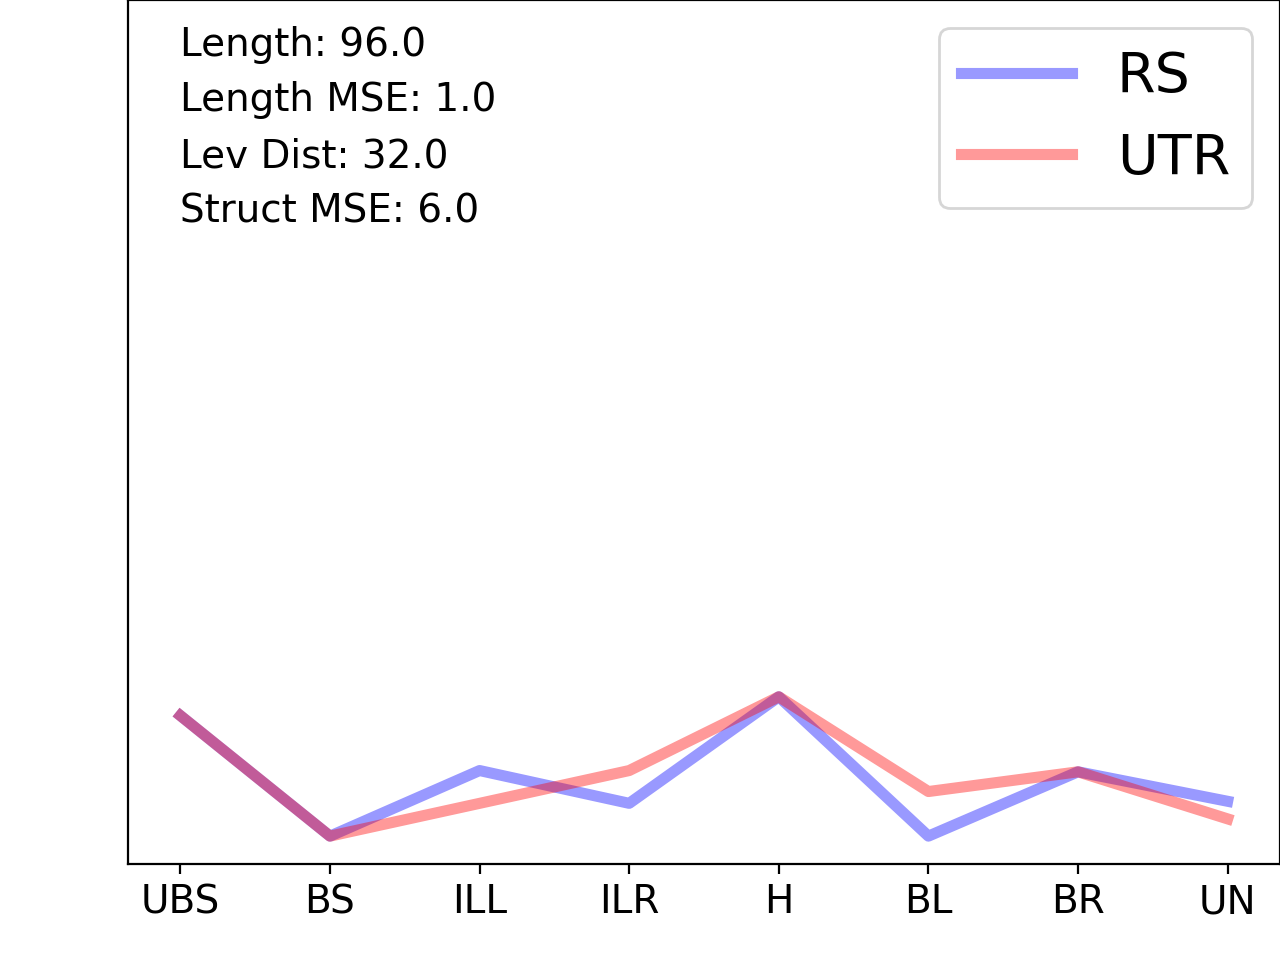 Length: 96.0
Length MSE: 1.0
Lev Dist: 32.0
Struct MSE: 6.0
RS
UTR
UBS BS ILL ILR H BL BR UN